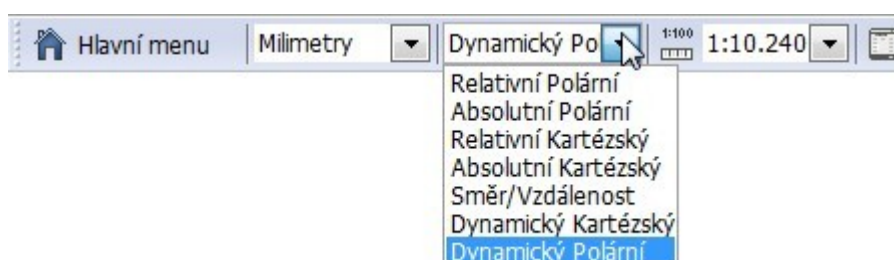 Hlavní menu Milimetry Dynamický Po 1:100 1:10.240
Relativní Polární
Absolutní Polární
Relativní Kartézský
Absolutní Kartézský
Směr/Vzdálenost
Dynamický Kartézský
Dynamický Polární